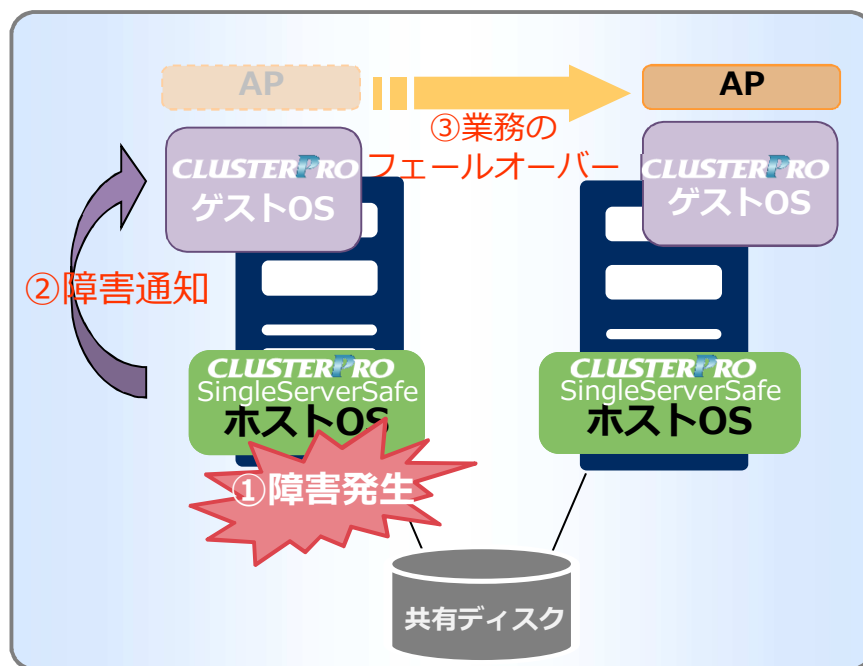 AP
AP
③業務の
フェールオーバー
CLUSTERPRO
ゲストOS
CLUSTERPRO
ゲストOS
②障害通知
CLUSTERPRO
SingleServerSafe
ホストOS
CLUSTERPRO
SingleServerSafe
ホストOS
①障害発生
共有ディスク